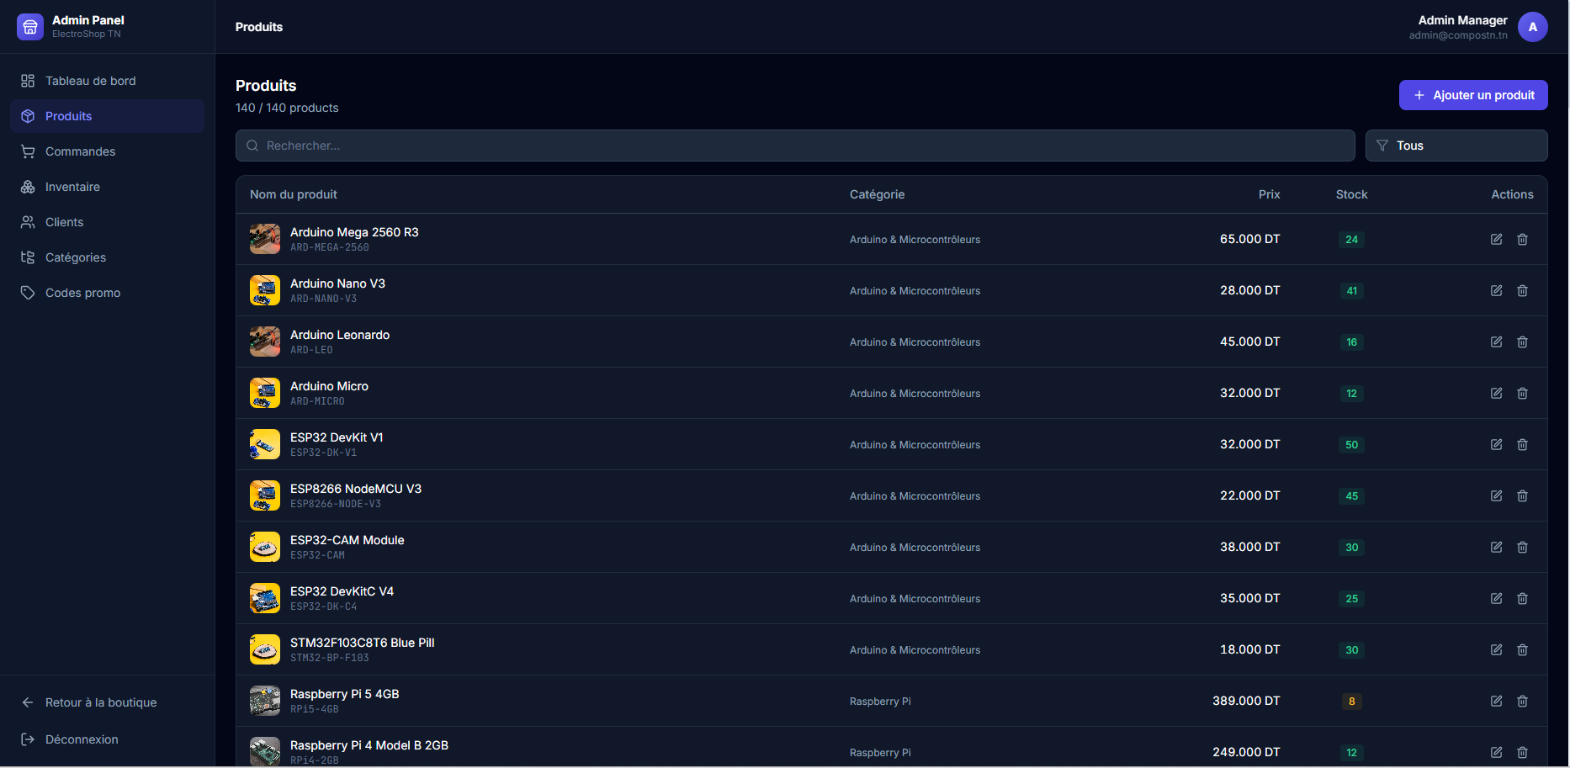 Admin Panel
ElectroShop TN
Produits
Admin Manager
admin@compostn.tn
A
Tableau de bord
Produits
Commandes
Inventaire
Clients
Catégories
Codes promo
Retour à la boutique
Déconnexion
Produits
140 / 140 products
+ Ajouter un produit
Rechercher...
Tous
Nom du produit Catégorie Prix Stock Actions
Arduino Mega 2560 R3
ARD-MEGA-2560
Arduino & Microcontrôleurs 65.000 DT 24
Arduino Nano V3
ARD-NANO-V3
Arduino & Microcontrôleurs 28.000 DT 41
Arduino Leonardo
ARD-LEO
Arduino & Microcontrôleurs 45.000 DT 16
Arduino Micro
ARD-MICRO
Arduino & Microcontrôleurs 32.000 DT 12
ESP32 DevKit V1
ESP32-DK-V1
Arduino & Microcontrôleurs 32.000 DT 50
ESP8266 NodeMCU V3
ESP8266-NODE-V3
Arduino & Microcontrôleurs 22.000 DT 45
ESP32-CAM Module
ESP32-CAM
Arduino & Microcontrôleurs 38.000 DT 30
ESP32 DevKitC V4
ESP32-DK-C4
Arduino & Microcontrôleurs 35.000 DT 25
STM32F103C8T6 Blue Pill
STM32-BP-F103
Arduino & Microcontrôleurs 18.000 DT 30
Raspberry Pi 5 4GB
RPi5-4GB
Raspberry Pi 389.000 DT 8
Raspberry Pi 4 Model B 2GB
RPi4-2GB
Raspberry Pi 249.000 DT 12